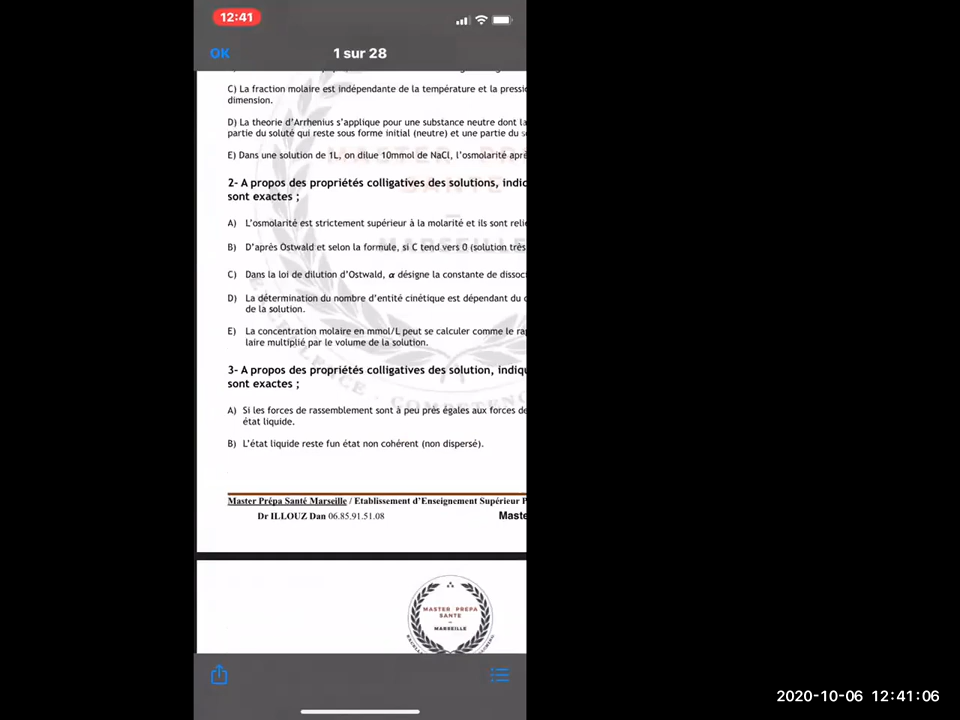 12:41
OK
1 sur 28
C) La fraction molaire est indépendante de la température et la pressi
dimension.
D) La theorie d'Arrhenius s'applique pour une substance neutre dont la
partie du soluté qui reste sous forme initial (neutre) et une partie du
E) Dans une solution de 1L, on dilue 10mmol de NaCl, l'osmolarité apr
2- A propos des propriétés colligatives des solutions, indic
sont exactes ;
A) L'osmolarité est strictement supérieur à la molarité et ils sont relié
B) D'après Ostwald et selon la formule, si C tend vers 0 (solution très
C) Dans la loi de dilution d'Ostwald, α désigne la constante de dissoc
D) La détermination du nombre d'entité cinétique est dépendant du
de la solution.
E) La concentration molaire en mmol/L peut se calculer comme le ra
laire multiplié par le volume de la solution.
3- A propos des propriétés colligatives des solution, indiqu
sont exactes ;
A) Si les forces de rassemblement sont à peu prés égales aux forces de
état liquide.
B) L'état liquide reste fun état non cohérent (non dispersé).
Master Prépa Santé Marseille / Etablissement d'Enseignement Supérieur P
Dr ILLOUZ Dan 06.85.91.51.08
Maste
MASTER PREPA
SANTE
MARSEILLE
2020-10-06 12:41:06